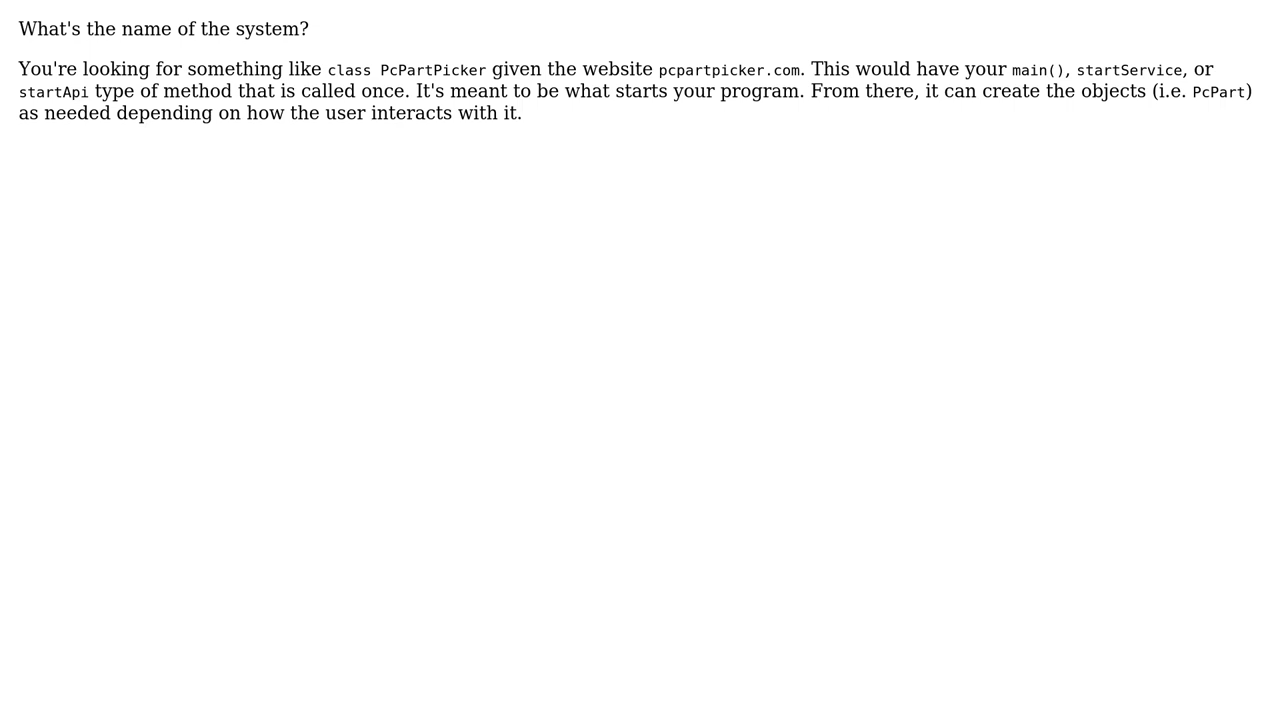 What's the name of the system?
You're looking for something like class PcPartPicker given the website pcpartpicker.com. This would have your main(), startService, or
startApi type of method that is called once. It's meant to be what starts your program. From there, it can create the objects (i.e. PcPart)
as needed depending on how the user interacts with it.